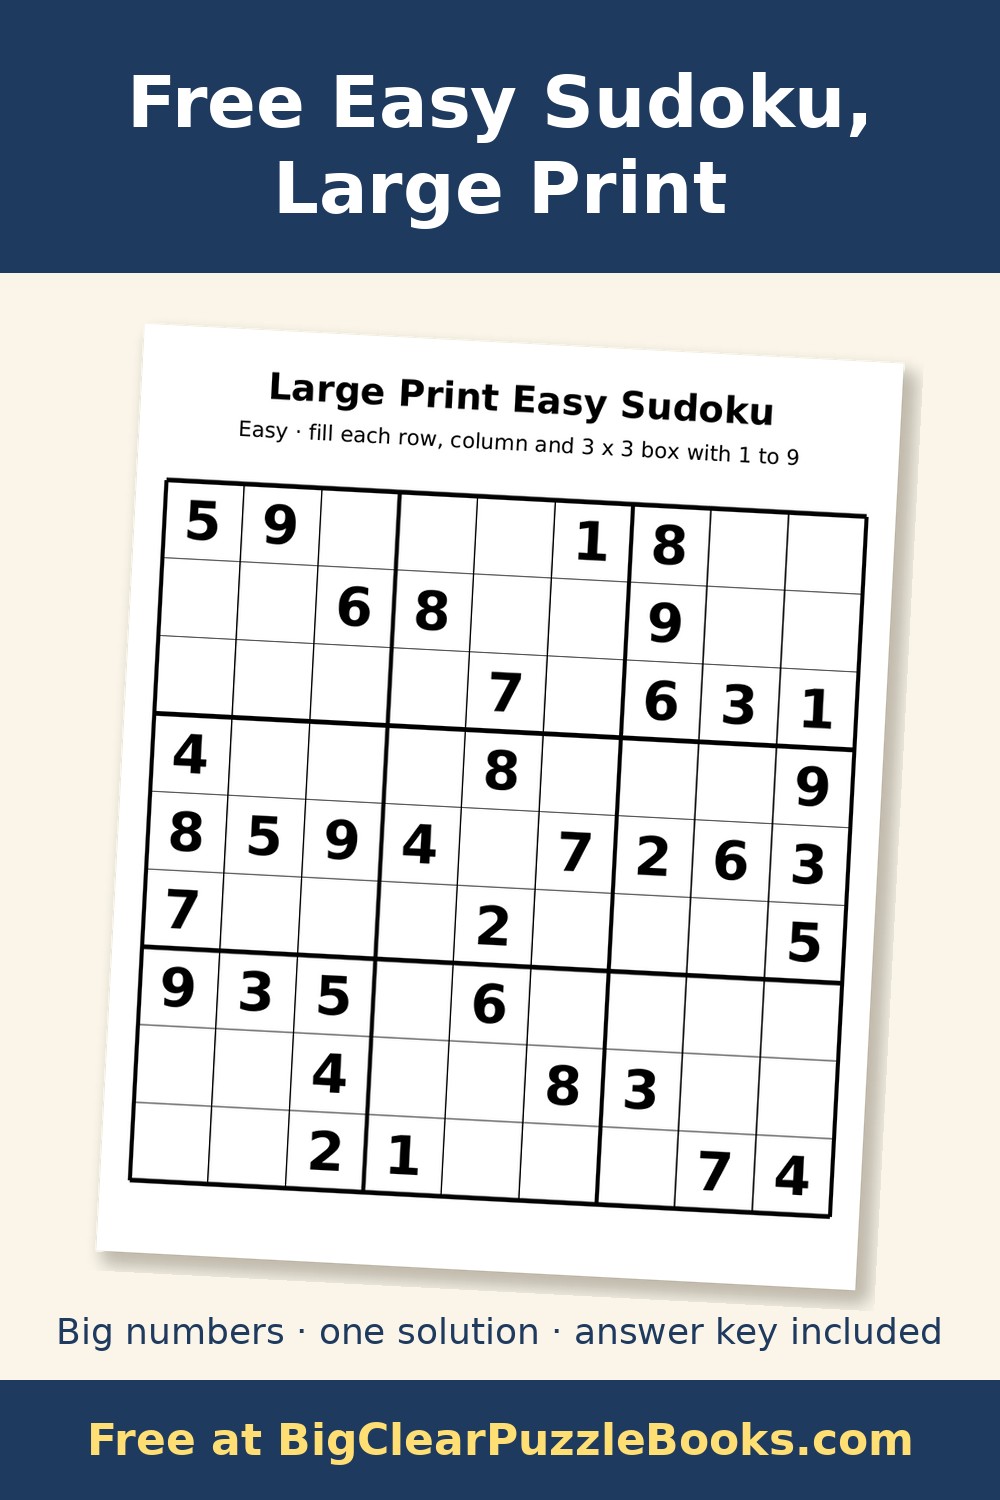 Free Easy Sudoku,
Large Print
Large Print Easy Sudoku
Easy · fill each row, column and 3 x 3 box with 1 to 9
5 9 1 8
6 8 9
7 6 3 1
4 8 9
8 5 9 4 7 2 6 3
7 2 5
9 3 5 6
4 8 3
2 1 7 4
Big numbers · one solution · answer key included
Free at BigClearPuzzleBooks.com